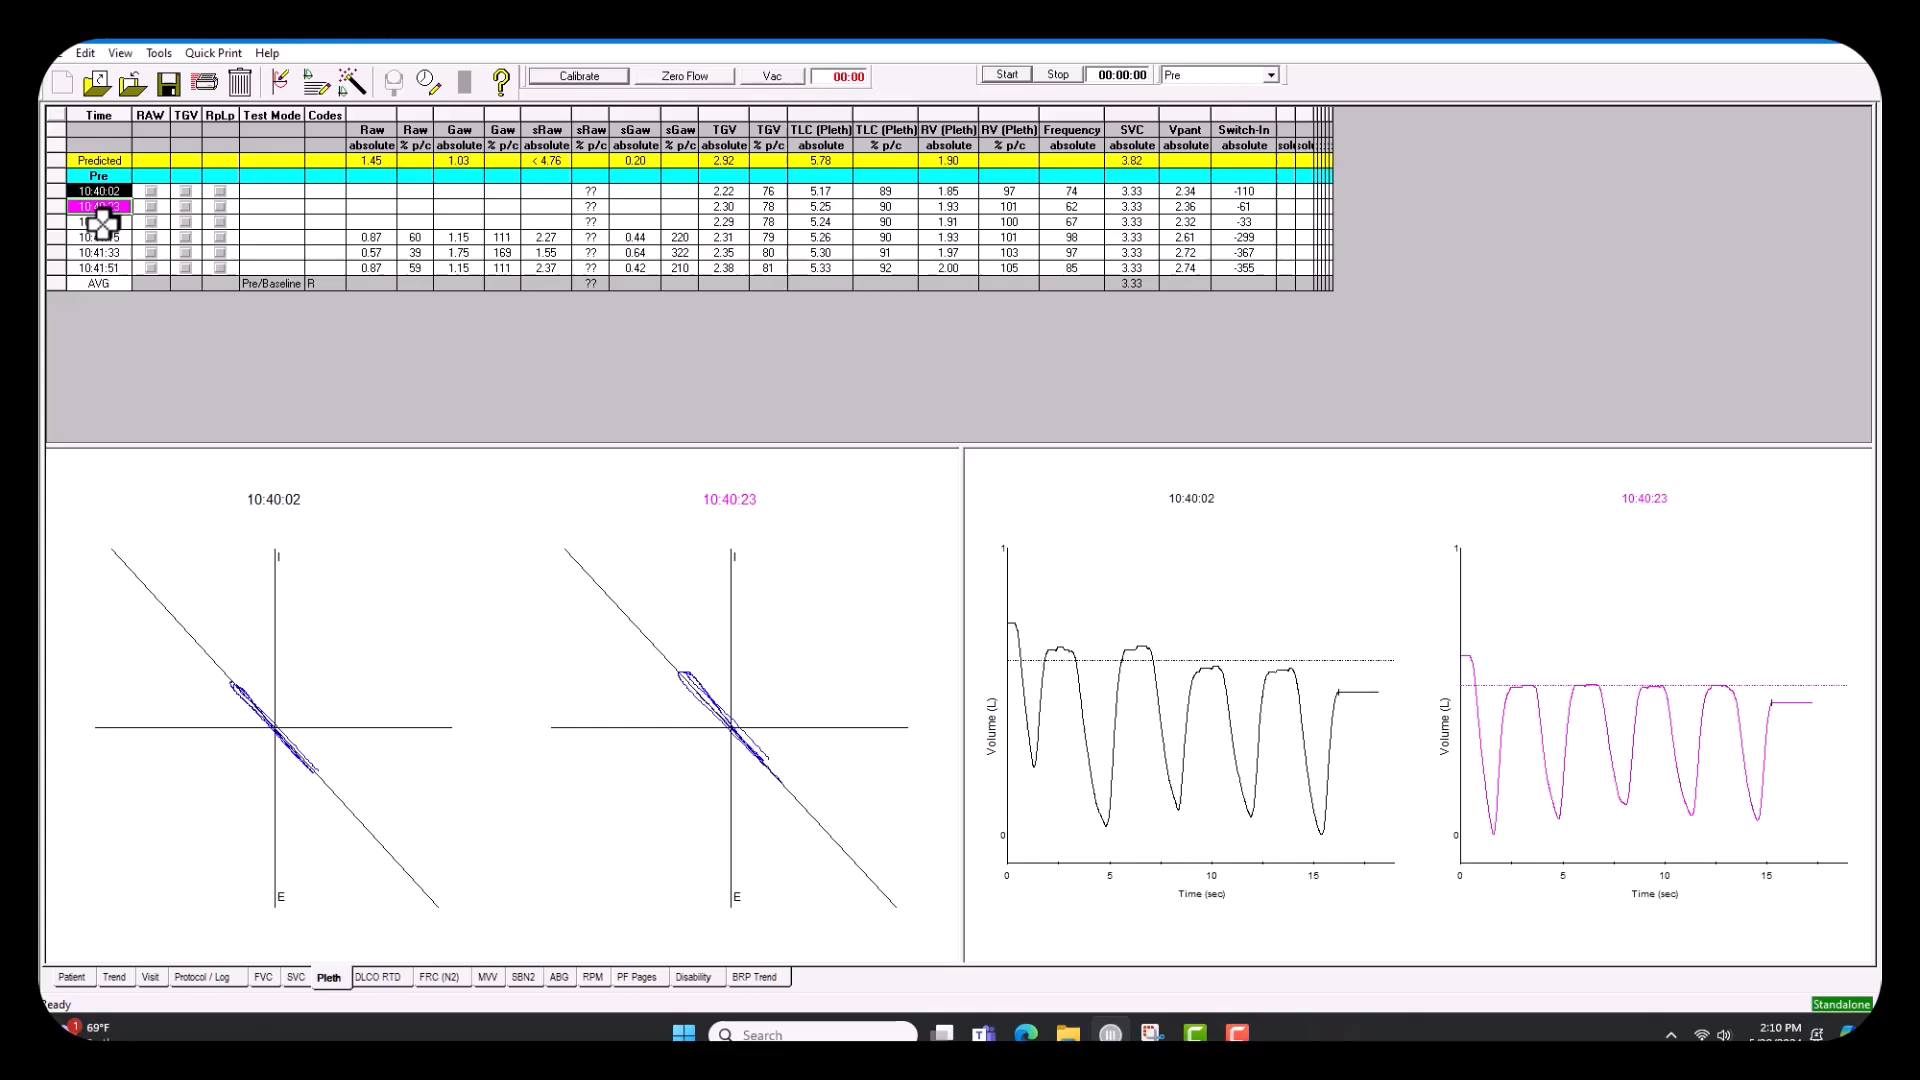 Edit View Tools Quick Print Help
Calibrate Zero Flow Vac 00:00 Start Stop 00:00:00 Pre
Time RAW TGV RpLp Test Mode Codes
Raw Raw Gaw Gaw sRaw sRaw sGaw sGaw TGV TGV TLC (Pleth) TLC (Pleth) RV (Pleth) RV (Pleth) Frequency SVC Vpant Switch-In
absolute % p/c absolute % p/c absolute % p/c absolute % p/c absolute % p/c absolute % p/c absolute % p/c absolute absolute absolute absolute
Predicted 1.45 1.03 < 4.76 0.20 2.92 5.78 1.90 3.82
Pre
10:40:02 ?? 2.22 76 5.17 89 1.85 97 74 3.33 2.34 -110
10:40:23 ?? 2.30 78 5.25 90 1.93 101 62 3.33 2.36 -61
?? 2.29 78 5.24 90 1.91 100 67 3.33 2.32 -33
0.87 60 1.15 111 2.27 ?? 0.44 220 2.31 79 5.26 90 1.93 101 98 3.33 2.61 -299
10:41:33 0.57 39 1.75 169 1.55 ?? 0.64 322 2.35 80 5.30 91 1.97 103 97 3.33 2.72 -367
10:41:51 0.87 59 1.15 111 2.37 ?? 0.42 210 2.38 81 5.33 92 2.00 105 85 3.33 2.74 -355
AVG Pre/Baseline R ?? 3.33
10:40:02 10:40:23 10:40:02 10:40:23
I I 1 1
Volume (L) Volume (L)
0 0
E E 0 5 10 15 0 5 10 15
Time (sec) Time (sec)
Patient Trend Visit Protocol / Log FVC SVC Pleth DLCO RTD FRC (N2) MVV SBN2 ABG RPM PF Pages Disability BRP Trend
eady Standalone
1 69°F Search 2:10 PM